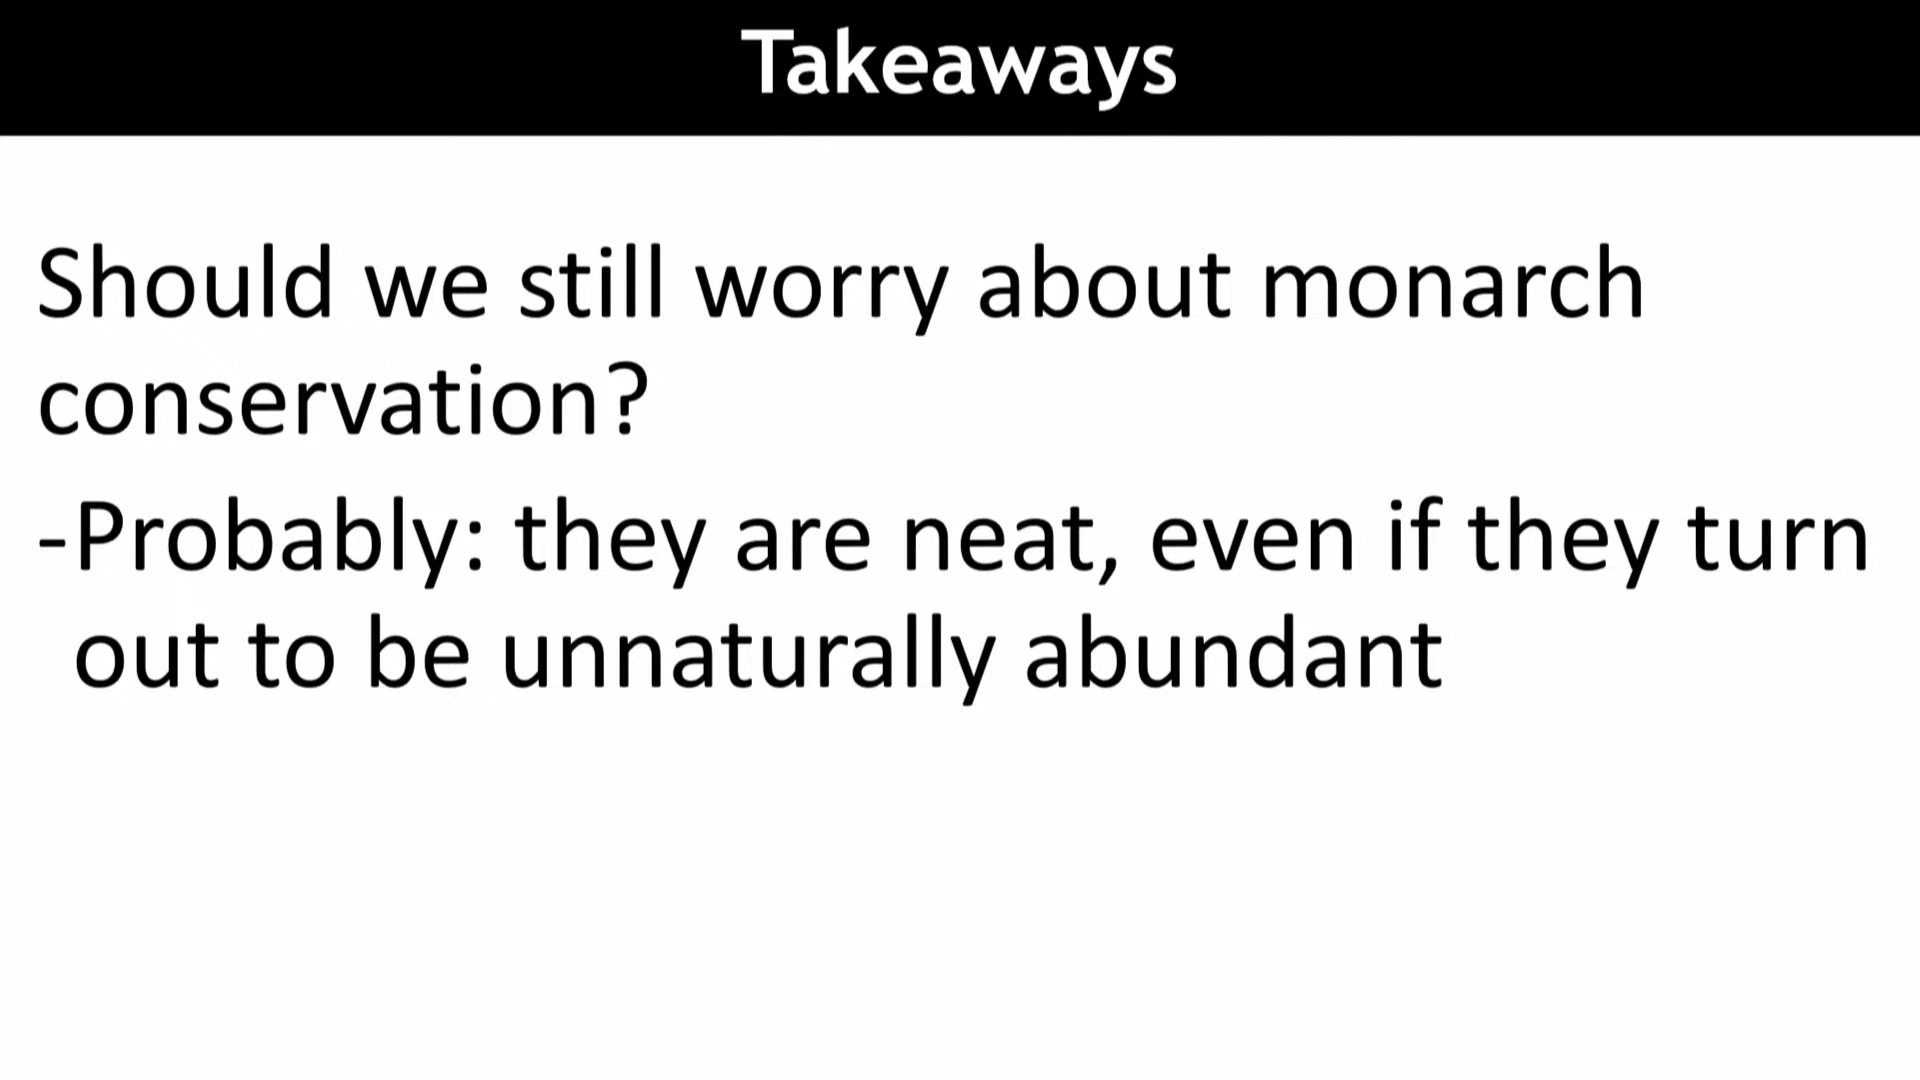 Takeaways
Should we still worry about monarch
conservation?
-Probably: they are neat, even if they turn
out to be unnaturally abundant